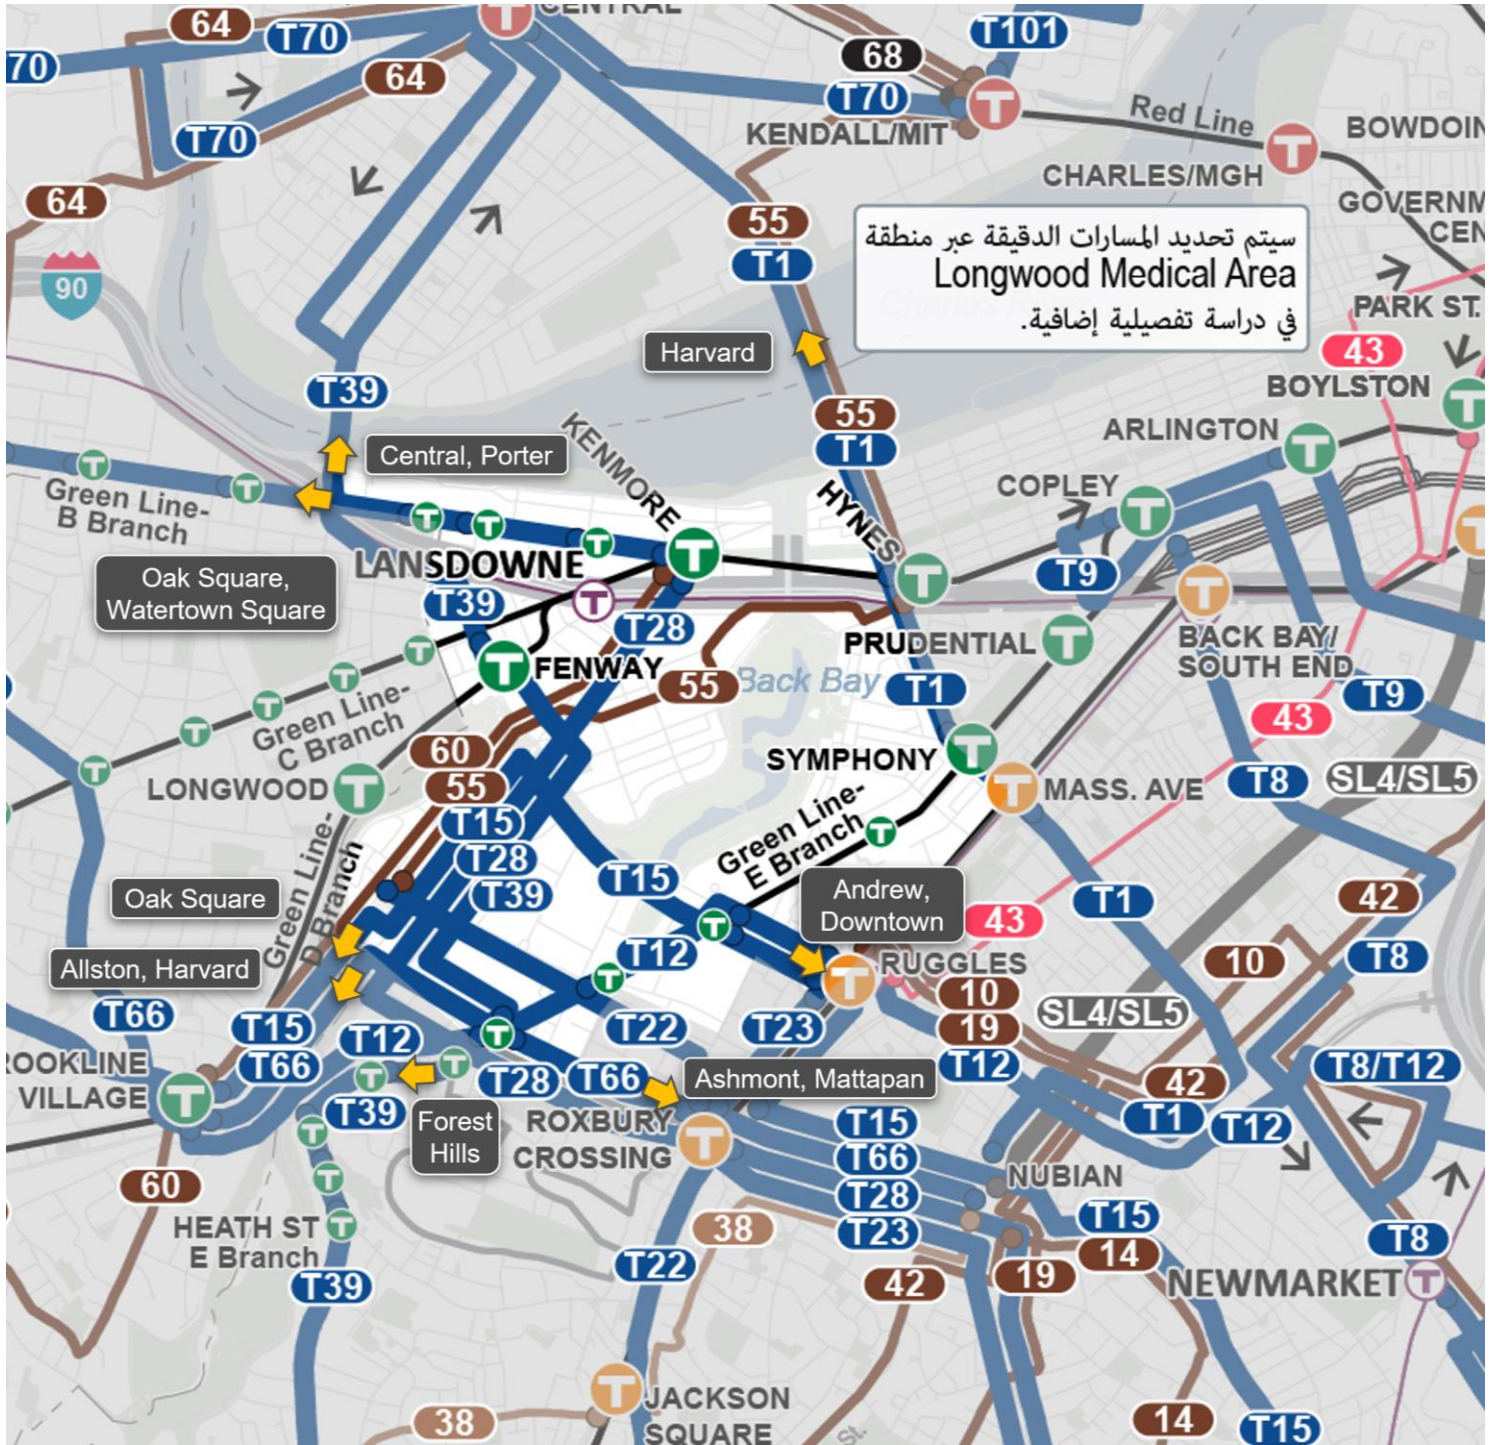 CENTRAL
64
T70
T101
68
70
64
T70
T70
KENDALL/MIT
Red Line
BOWDOIN
CHARLES/MGH
64
GOVERNM
CEN
55
T1
سيتم تحديد المسارات الدقيقة عبر منطقة
Longwood Medical Area
في دراسة تفصيلية إضافية.
90
PARK ST.
43
Harvard
BOYLSTON
T39
55
T1
ARLINGTON
KENMORE
Central, Porter
HYNES
COPLEY
Green Line-
B Branch
LANSDOWNE
Oak Square,
Watertown Square
T9
T39
T28
PRUDENTIAL
BACK BAY/
SOUTH END
FENWAY
55
Back Bay
T1
T9
43
Green Line-
C Branch
60
SYMPHONY
LONGWOOD
55
MASS. AVE
T8
SL4/SL5
T15
Green Line-
E Branch
T28
T15
T39
Green Line-
D Branch
Oak Square
Andrew,
Downtown
T1
42
43
Allston, Harvard
T12
RUGGLES
10
T8
10
SL4/SL5
T66
T15
T22
T23
19
T12
T12
ROOKLINE
VILLAGE
T66
T28
T66
Ashmont, Mattapan
T8/T12
42
T39
Forest
Hills
ROXBURY
CROSSING
T15
T1
T12
T66
NUBIAN
60
T28
T15
HEATH ST
E Branch
38
T23
14
T8
T22
T39
42
19
NEWMARKET
JACKSON
SQUARE
38
St.
14
T15